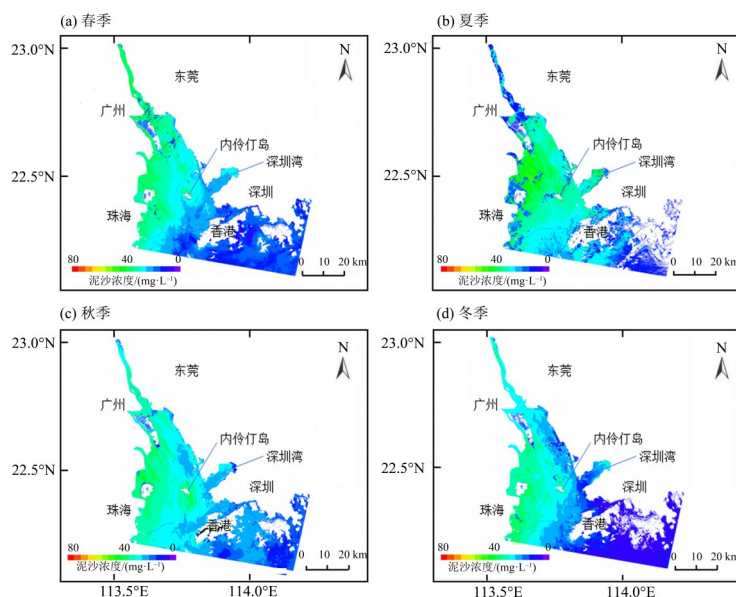 (a) 春季
(b) 夏季
23.0°N
22.5°N
N
东莞
广州
内伶仃岛
深圳湾
深圳
珠海
香港
80 40 0
泥沙浓度/(mg·L⁻¹)
0 10 20 km
23.0°N
22.5°N
N
东莞
广州
内伶仃岛
深圳湾
深圳
珠海
香港
80 40 0
泥沙浓度/(mg·L⁻¹)
0 10 20 km
(c) 秋季
(d) 冬季
23.0°N
22.5°N
N
东莞
广州
内伶仃岛
深圳湾
深圳
珠海
香港
80 40 0
泥沙浓度/(mg·L⁻¹)
0 10 20 km
113.5°E 114.0°E
23.0°N
22.5°N
N
东莞
广州
内伶仃岛
深圳湾
深圳
珠海
香港
80 40 0
泥沙浓度/(mg·L⁻¹)
0 10 20 km
113.5°E 114.0°E